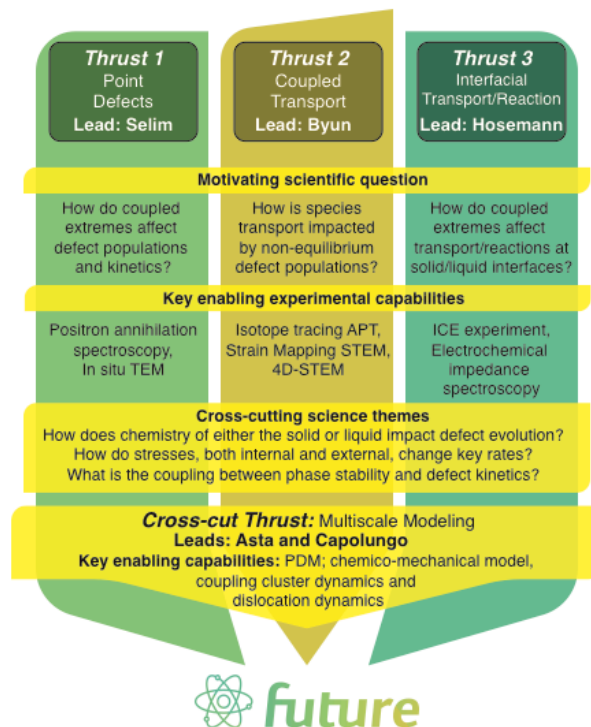 Thrust 1
Point
Defects
Lead: Selim
Thrust 2
Coupled
Transport
Lead: Byun
Thrust 3
Interfacial
Transport/Reaction
Lead: Hosemann
Motivating scientific question
How do coupled
extremes affect
defect populations
and kinetics?
How is species
transport impacted
by non-equilibrium
defect populations?
How do coupled
extremes affect
transport/reactions at
solid/liquid interfaces?
Key enabling experimental capabilities
Positron annihilation
spectroscopy,
In situ TEM
Isotope tracing APT,
Strain Mapping STEM,
4D-STEM
ICE experiment,
Electrochemical
impedance
spectroscopy
Cross-cutting science themes
How does chemistry of either the solid or liquid impact defect evolution?
How do stresses, both internal and external, change key rates?
What is the coupling between phase stability and defect kinetics?
Cross-cut Thrust: Multiscale Modeling
Leads: Asta and Capolungo
Key enabling capabilities: PDM; chemico-mechanical model,
coupling cluster dynamics and
dislocation dynamics
future